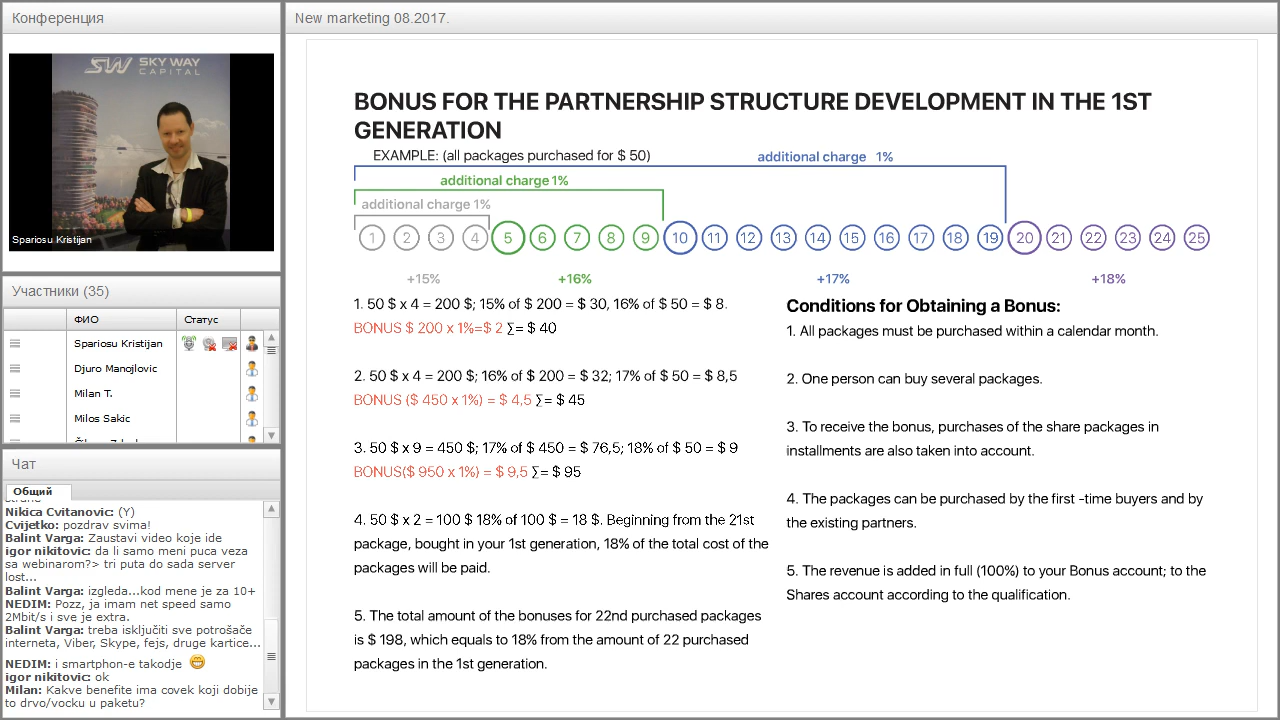 Конференция
SW SKY WAY
CAPITAL
Spariosu Kristijan
Участники (35)
ФИО Статус
Spariosu Kristijan
Djuro Manojlovic
Milan T.
Milos Sakic
Чат
Общий
Nikica Cvitanovic: (Y)
Cvijetko: pozdrav svima!
Balint Varga: Zaustavi video koje ide
igor nikitovic: da li samo meni puca veza
sa webinarom?> tri puta do sada server
lost...
Balint Varga: izgleda...kod mene je za 10+
NEDIM: Pozz, ja imam net speed samo
2Mbit/s i sve je extra.
Balint Varga: treba isključiti sve potrošače
interneta, Viber, Skype, fejs, druge kartice...
NEDIM: i smartphon-e takodje
igor nikitovic: ok
Milan: Kakve benefite ima covek koji dobije
to drvo/vocku u paketu?
New marketing 08.2017.
BONUS FOR THE PARTNERSHIP STRUCTURE DEVELOPMENT IN THE 1ST
GENERATION
EXAMPLE: (all packages purchased for $ 50)
additional charge 1%
additional charge 1%
additional charge 1%
1 2 3 4 5 6 7 8 9 10 11 12 13 14 15 16 17 18 19 20 21 22 23 24 25
+15% +16% +17% +18%
1. 50 $ x 4 = 200 $; 15% of $ 200 = $ 30, 16% of $ 50 = $ 8.
BONUS $ 200 x 1%=$ 2 ∑= $ 40
2. 50 $ x 4 = 200 $; 16% of $ 200 = $ 32; 17% of $ 50 = $ 8,5
BONUS ($ 450 x 1%) = $ 4,5 ∑= $ 45
3. 50 $ x 9 = 450 $; 17% of $ 450 = $ 76,5; 18% of $ 50 = $ 9
BONUS($ 950 x 1%) = $ 9,5 ∑= $ 95
4. 50 $ x 2 = 100 $ 18% of 100 $ = 18 $. Beginning from the 21st
package, bought in your 1st generation, 18% of the total cost of the
packages will be paid.
5. The total amount of the bonuses for 22nd purchased packages
is $ 198, which equals to 18% from the amount of 22 purchased
packages in the 1st generation.
Conditions for Obtaining a Bonus:
1. All packages must be purchased within a calendar month.
2. One person can buy several packages.
3. To receive the bonus, purchases of the share packages in
installments are also taken into account.
4. The packages can be purchased by the first -time buyers and by
the existing partners.
5. The revenue is added in full (100%) to your Bonus account; to the
Shares account according to the qualification.